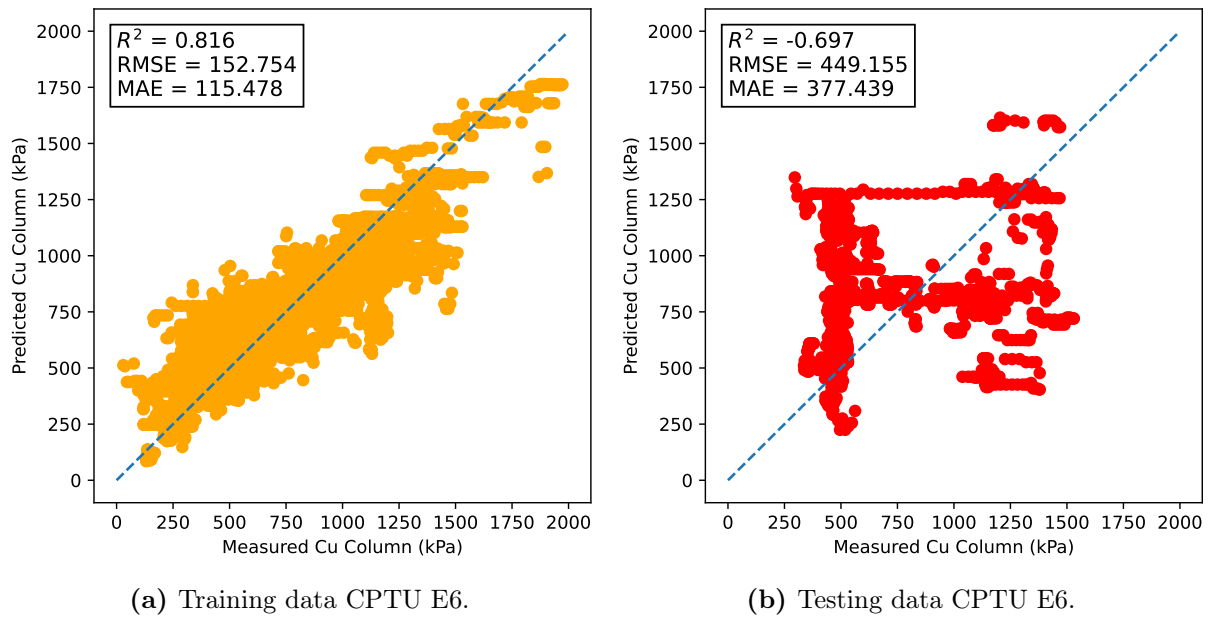 R² = 0.816
RMSE = 152.754
MAE = 115.478
2000
1750
1500
1250
1000
750
500
250
0
Predicted Cu Column (kPa)
0 250 500 750 1000 1250 1500 1750 2000
Measured Cu Column (kPa)
(a) Training data CPTU E6.
R² = -0.697
RMSE = 449.155
MAE = 377.439
2000
1750
1500
1250
1000
750
500
250
0
Predicted Cu Column (kPa)
0 250 500 750 1000 1250 1500 1750 2000
Measured Cu Column (kPa)
(b) Testing data CPTU E6.